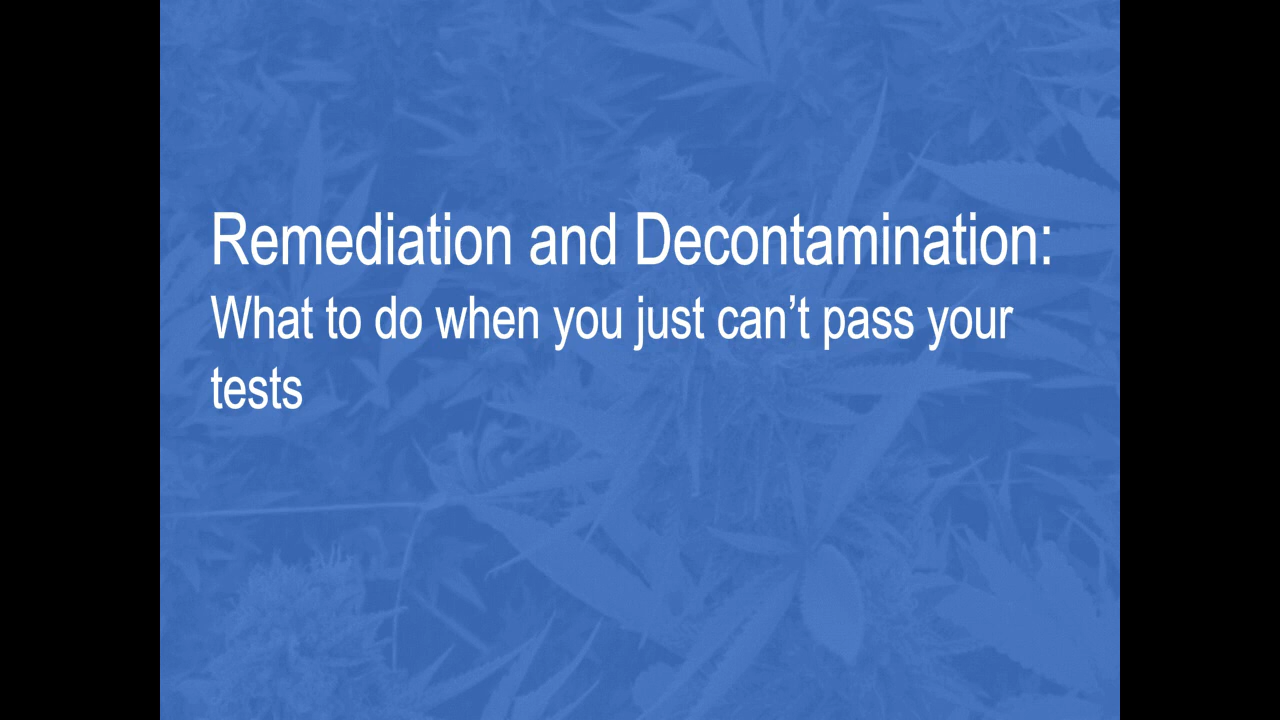 Remediation and Decontamination:
What to do when you just can’t pass your
tests